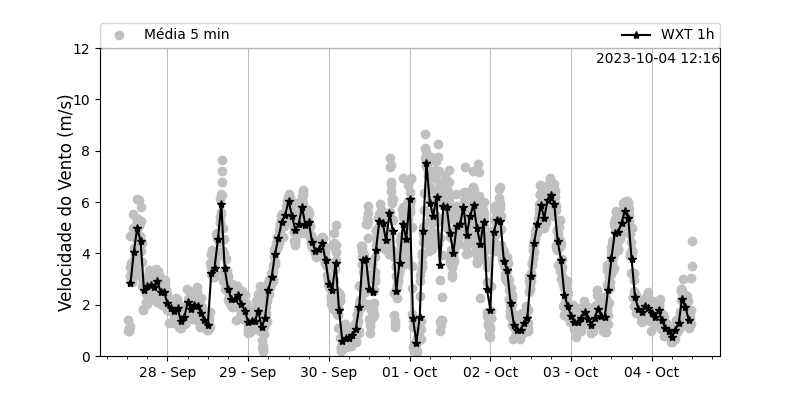 Média 5 min
WXT 1h
2023-10-04 12:16
Velocidade do Vento (m/s)
12
10
8
6
4
2
0
28 - Sep
29 - Sep
30 - Sep
01 - Oct
02 - Oct
03 - Oct
04 - Oct